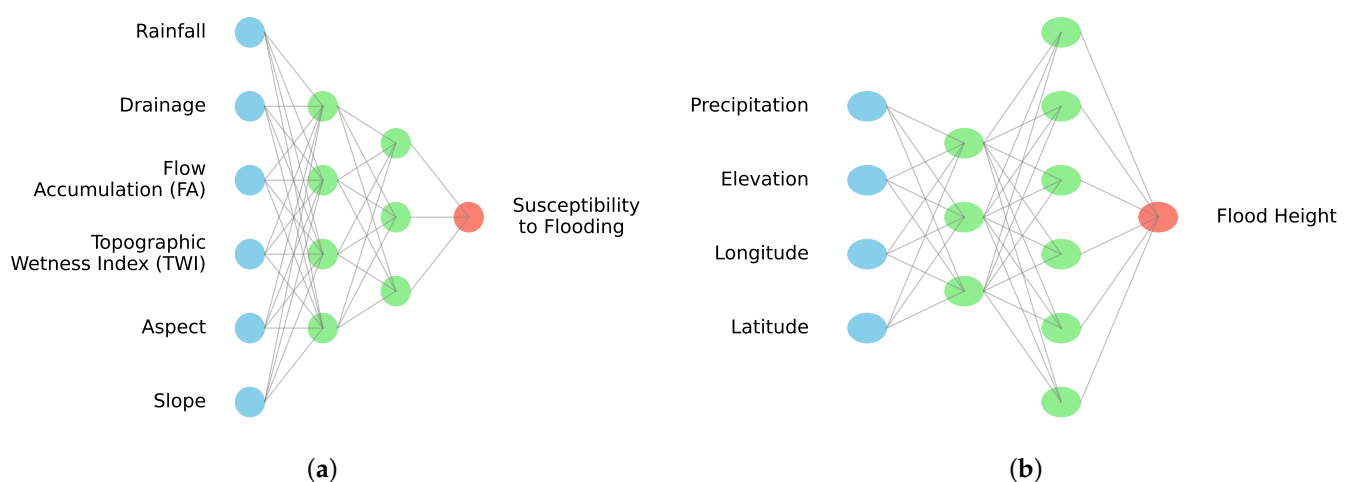 Rainfall
Drainage
Flow
Accumulation (FA)
Topographic
Wetness Index (TWI)
Aspect
Slope
Susceptibility
to Flooding
(a)
Precipitation
Elevation
Longitude
Latitude
Flood Height
(b)